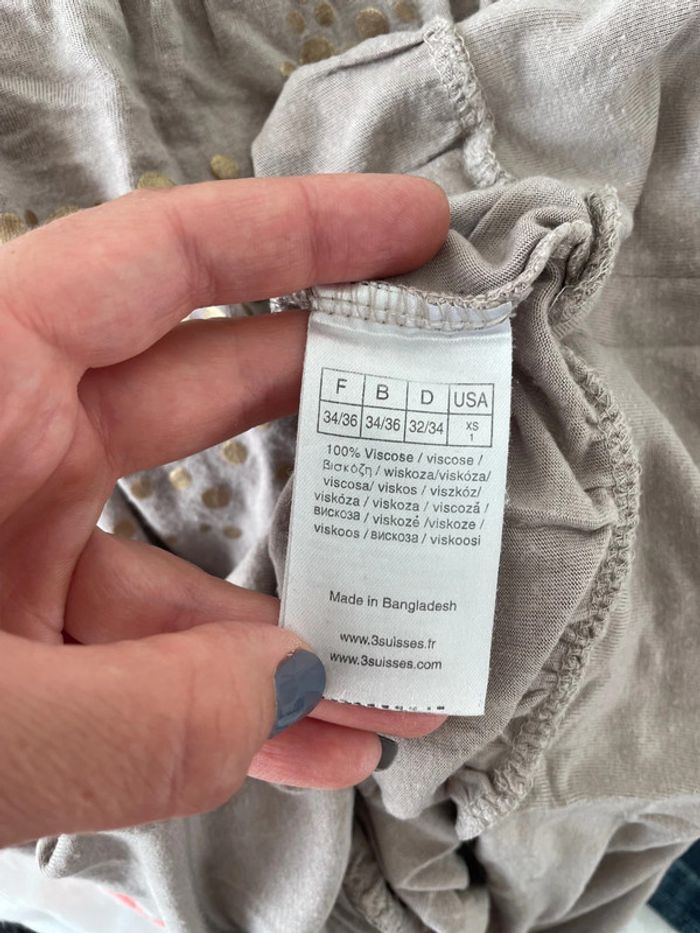 F B D USA
34/36 34/36 32/34 XS 1
100% Viscose / viscose /
βισκόζη / wiskoza/viskóza/
viscosa/ viskos / viszkóz/
viskóza / viskoza / viscoză /
вискоза / viskozė /viskoze /
viskoos / вискоза / viskoosi
Made in Bangladesh
www.3suisses.fr
www.3suisses.com